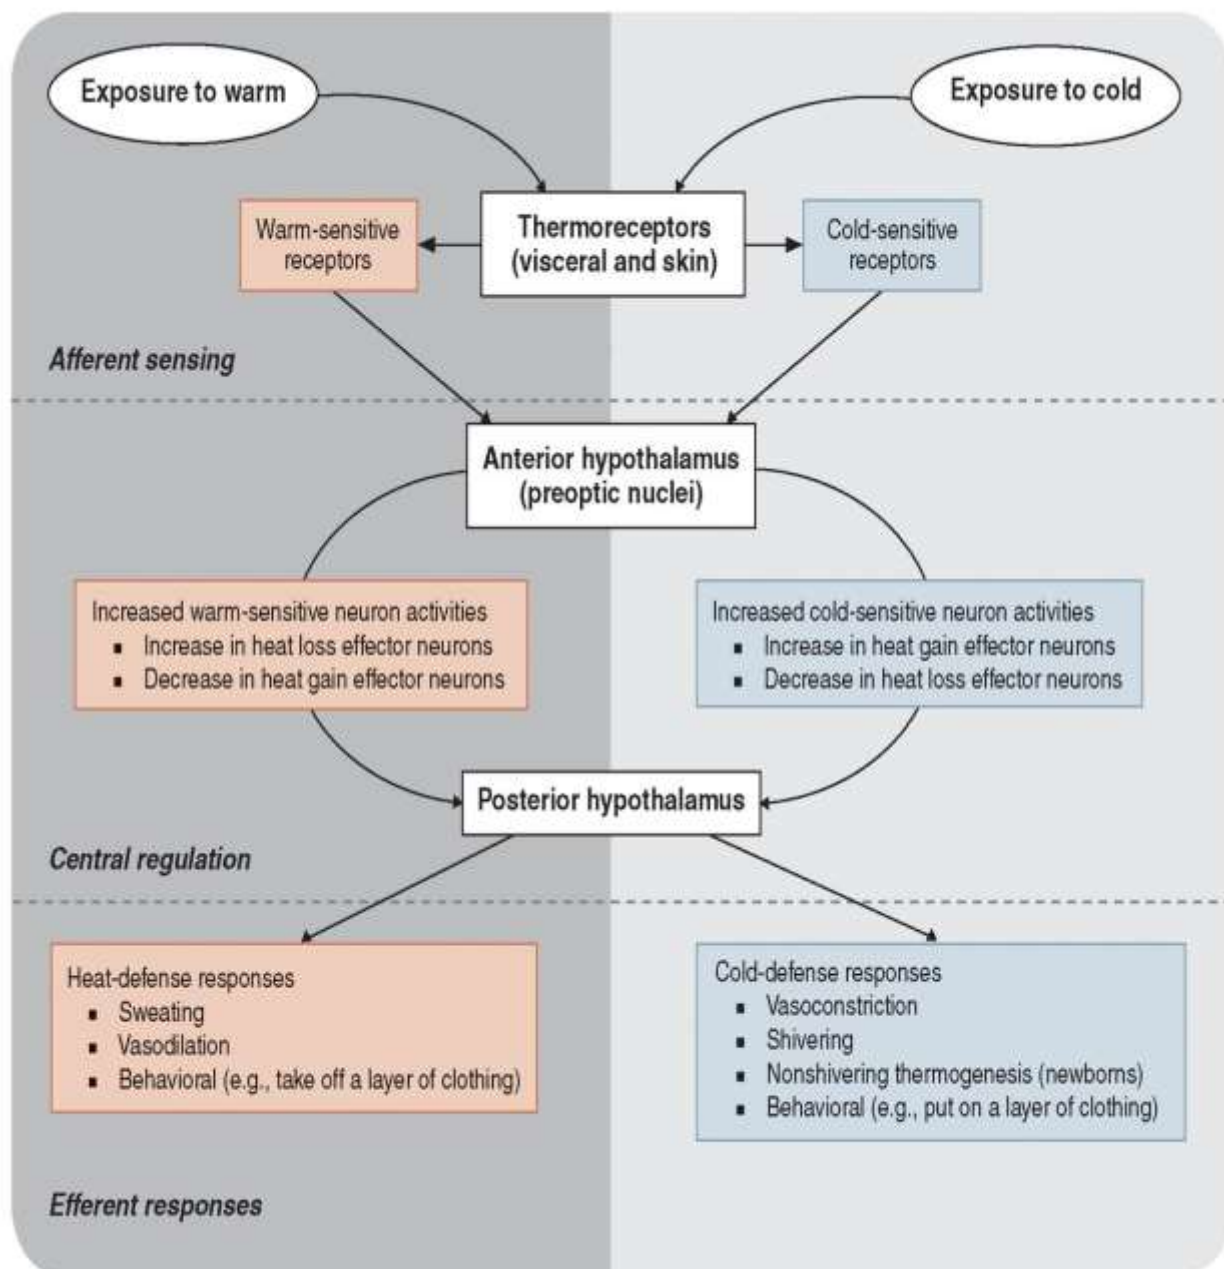 Exposure to warm
Exposure to cold
Warm-sensitive
receptors
Thermoreceptors
(visceral and skin)
Cold-sensitive
receptors
Afferent sensing
Anterior hypothalamus
(preoptic nuclei)
Increased warm-sensitive neuron activities
▪ Increase in heat loss effector neurons
▪ Decrease in heat gain effector neurons
Increased cold-sensitive neuron activities
▪ Increase in heat gain effector neurons
▪ Decrease in heat loss effector neurons
Posterior hypothalamus
Central regulation
Heat-defense responses
▪ Sweating
▪ Vasodilation
▪ Behavioral (e.g., take off a layer of clothing)
Cold-defense responses
▪ Vasoconstriction
▪ Shivering
▪ Nonshivering thermogenesis (newborns)
▪ Behavioral (e.g., put on a layer of clothing)
Efferent responses